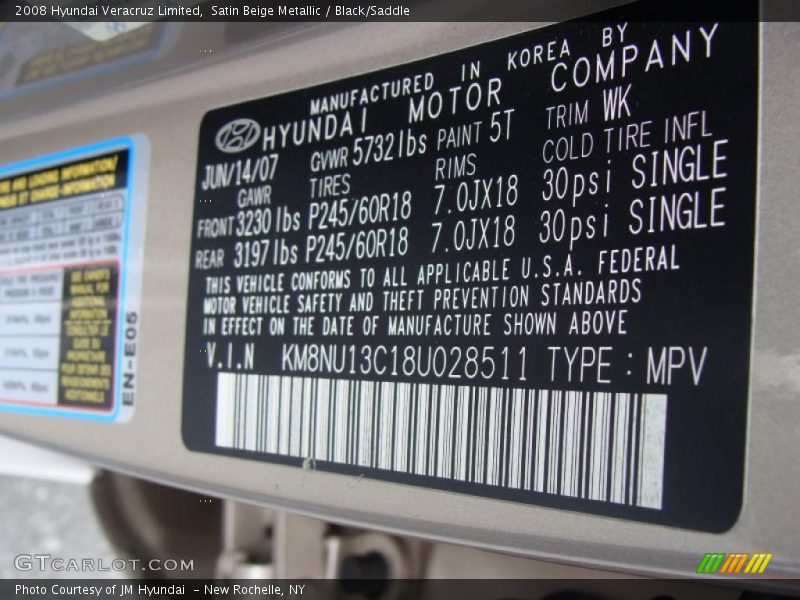 2008 Hyundai Veracruz Limited, Satin Beige Metallic / Black/Saddle
MANUFACTURED IN KOREA BY
HYUNDAI MOTOR COMPANY
JUN/14/07 GVWR 5732 lbs PAINT 5T TRIM WK
GAWR TIRES RIMS COLD TIRE INFL
FRONT 3230 lbs P245/60R18 7.0JX18 30psi SINGLE
REAR 3197 lbs P245/60R18 7.0JX18 30psi SINGLE
THIS VEHICLE CONFORMS TO ALL APPLICABLE U.S.A. FEDERAL
MOTOR VEHICLE SAFETY AND THEFT PREVENTION STANDARDS
IN EFFECT ON THE DATE OF MANUFACTURE SHOWN ABOVE
V.I.N KM8NU13C18U028511 TYPE : MPV
EN-E05
GTCARLOT.COM
Photo Courtesy of JM Hyundai - New Rochelle, NY